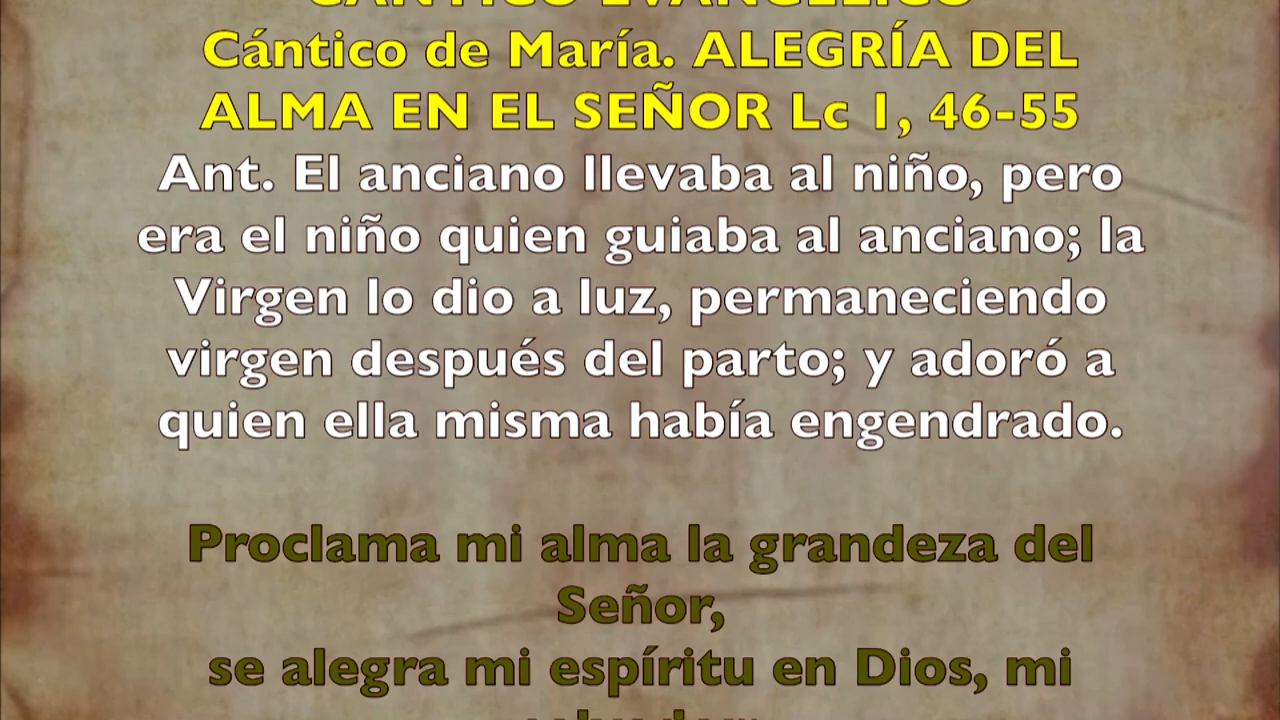 CÁNTICO EVANGÉLICO
Cántico de María. ALEGRÍA DEL
ALMA EN EL SEÑOR Lc 1, 46-55
Ant. El anciano llevaba al niño, pero
era el niño quien guiaba al anciano; la
Virgen lo dio a luz, permaneciendo
virgen después del parto; y adoró a
quien ella misma había engendrado.
Proclama mi alma la grandeza del
Señor,
se alegra mi espíritu en Dios, mi